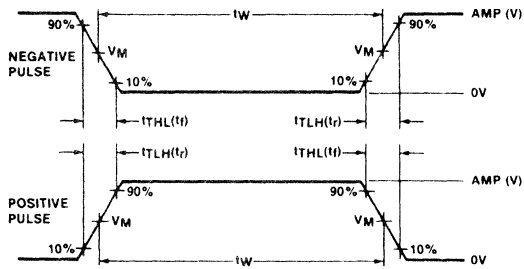 tW
AMP (V)
90%
90%
NEGATIVE
PULSE
VM
VM
10%
10%
0V
tTHL(tf)
tTLH(tr)
tTLH(tr)
tTHL(tf)
AMP (V)
POSITIVE
PULSE
90%
90%
VM
VM
10%
10%
0V
tW